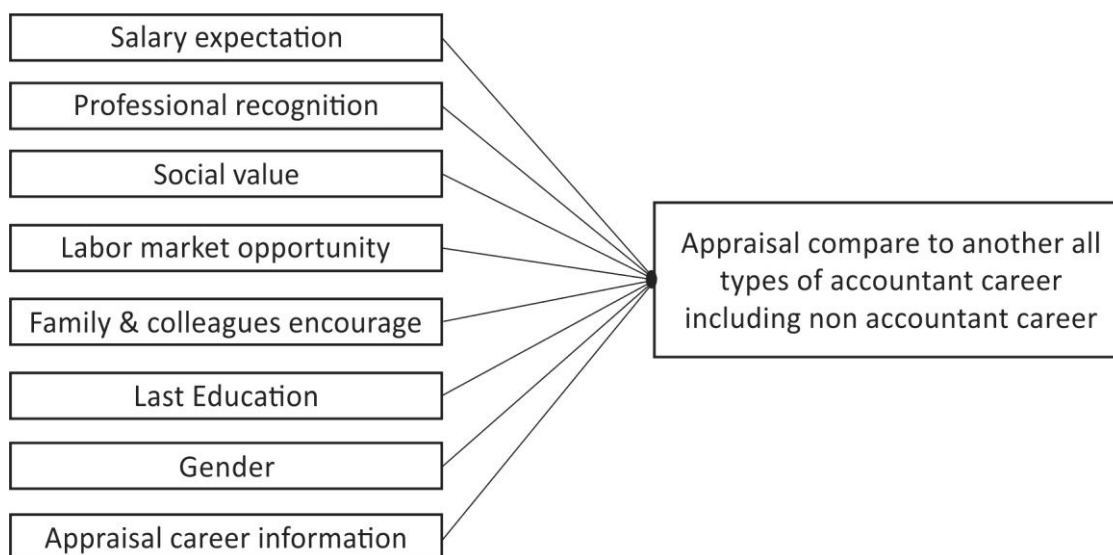 Salary expectation
Professional recognition
Social value
Labor market opportunity
Family & colleagues encourage
Last Education
Gender
Appraisal career information
Appraisal compare to another all
types of accountant career
including non accountant career